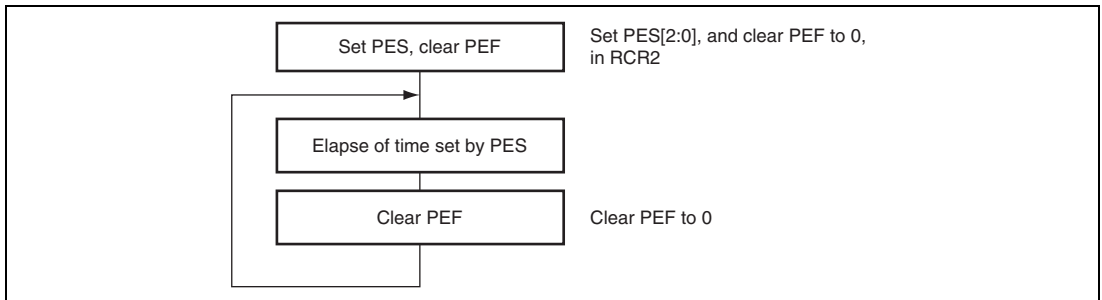 Set PES, clear PEF
Set PES[2:0], and clear PEF to 0,
in RCR2
Elapse of time set by PES
Clear PEF
Clear PEF to 0